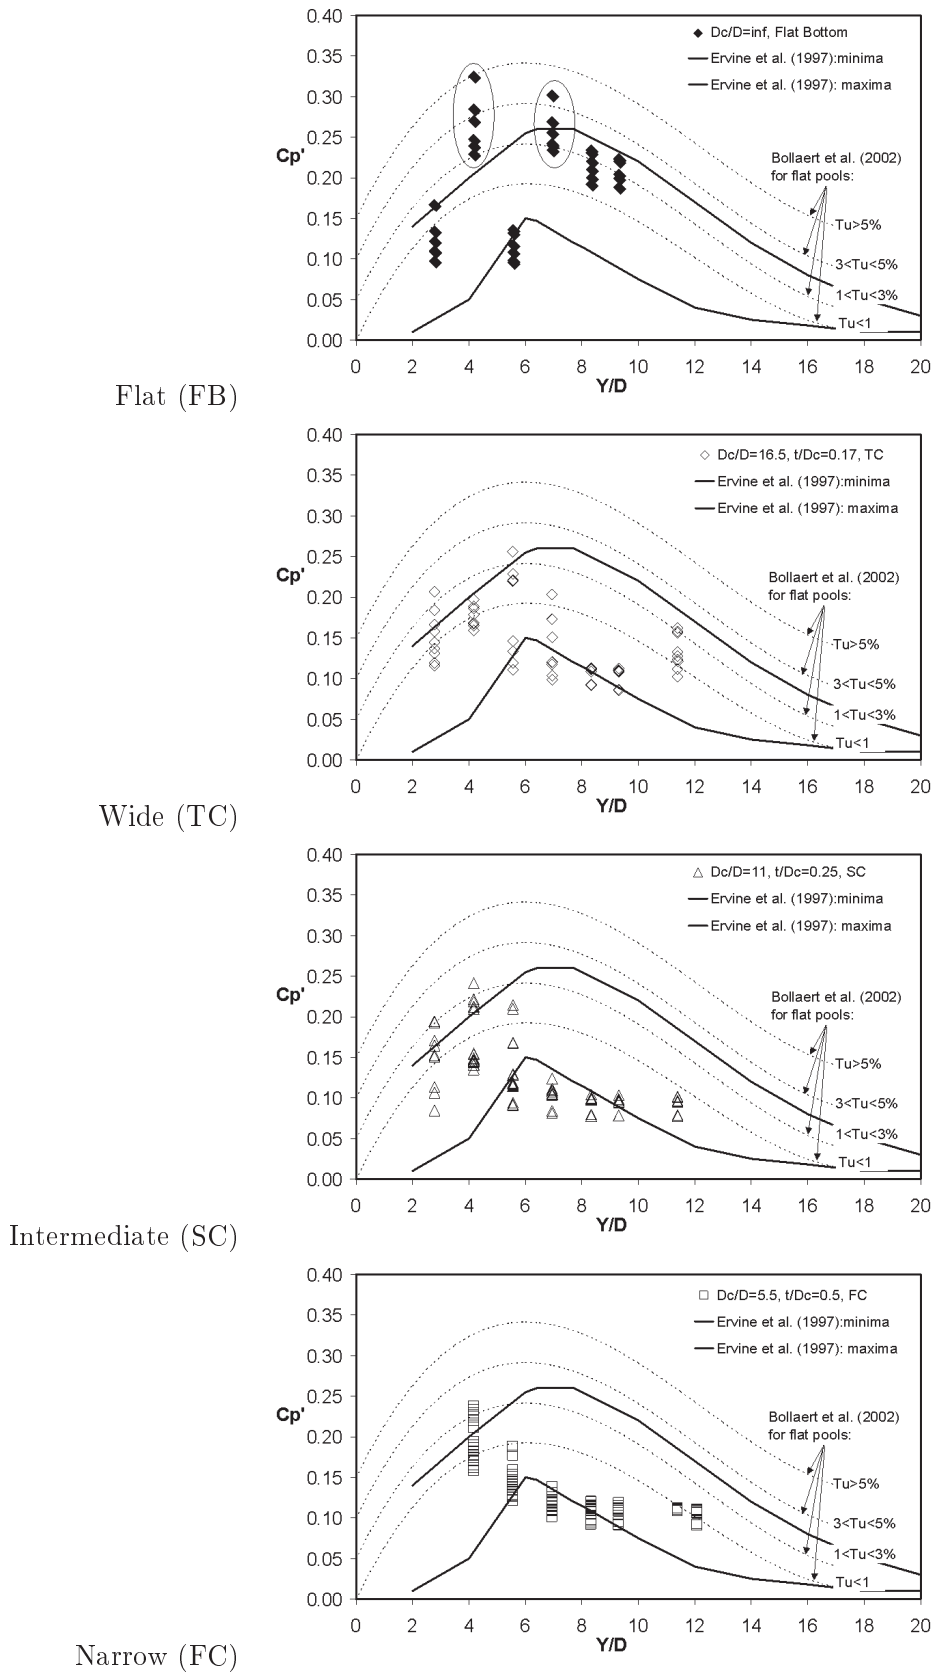 0.40
0.35
0.30
0.25
Cp'
0.20
0.15
0.10
0.05
0.00
◆ Dc/D=inf, Flat Bottom
Ervine et al. (1997):minima
Ervine et al. (1997): maxima
Bollaert et al. (2002)
for flat pools:
Tu>5%
3<Tu<5%
1<Tu<3%
Tu<1
0 2 4 6 8 10 12 14 16 18 20
Y/D
Flat (FB)
0.40
0.35
0.30
0.25
Cp'
0.20
0.15
0.10
0.05
0.00
◇ Dc/D=16.5, t/Dc=0.17, TC
Ervine et al. (1997):minima
Ervine et al. (1997): maxima
Bollaert et al. (2002)
for flat pools:
Tu>5%
3<Tu<5%
1<Tu<3%
Tu<1
0 2 4 6 8 10 12 14 16 18 20
Y/D
Wide (TC)
0.40
0.35
0.30
0.25
Cp'
0.20
0.15
0.10
0.05
0.00
△ Dc/D=11, t/Dc=0.25, SC
Ervine et al. (1997):minima
Ervine et al. (1997): maxima
Bollaert et al. (2002)
for flat pools:
Tu>5%
3<Tu<5%
1<Tu<3%
Tu<1
0 2 4 6 8 10 12 14 16 18 20
Y/D
Intermediate (SC)
0.40
0.35
0.30
0.25
Cp'
0.20
0.15
0.10
0.05
0.00
□ Dc/D=5.5, t/Dc=0.5, FC
Ervine et al. (1997):minima
Ervine et al. (1997): maxima
Bollaert et al. (2002)
for flat pools:
Tu>5%
3<Tu<5%
1<Tu<3%
Tu<1
0 2 4 6 8 10 12 14 16 18 20
Y/D
Narrow (FC)